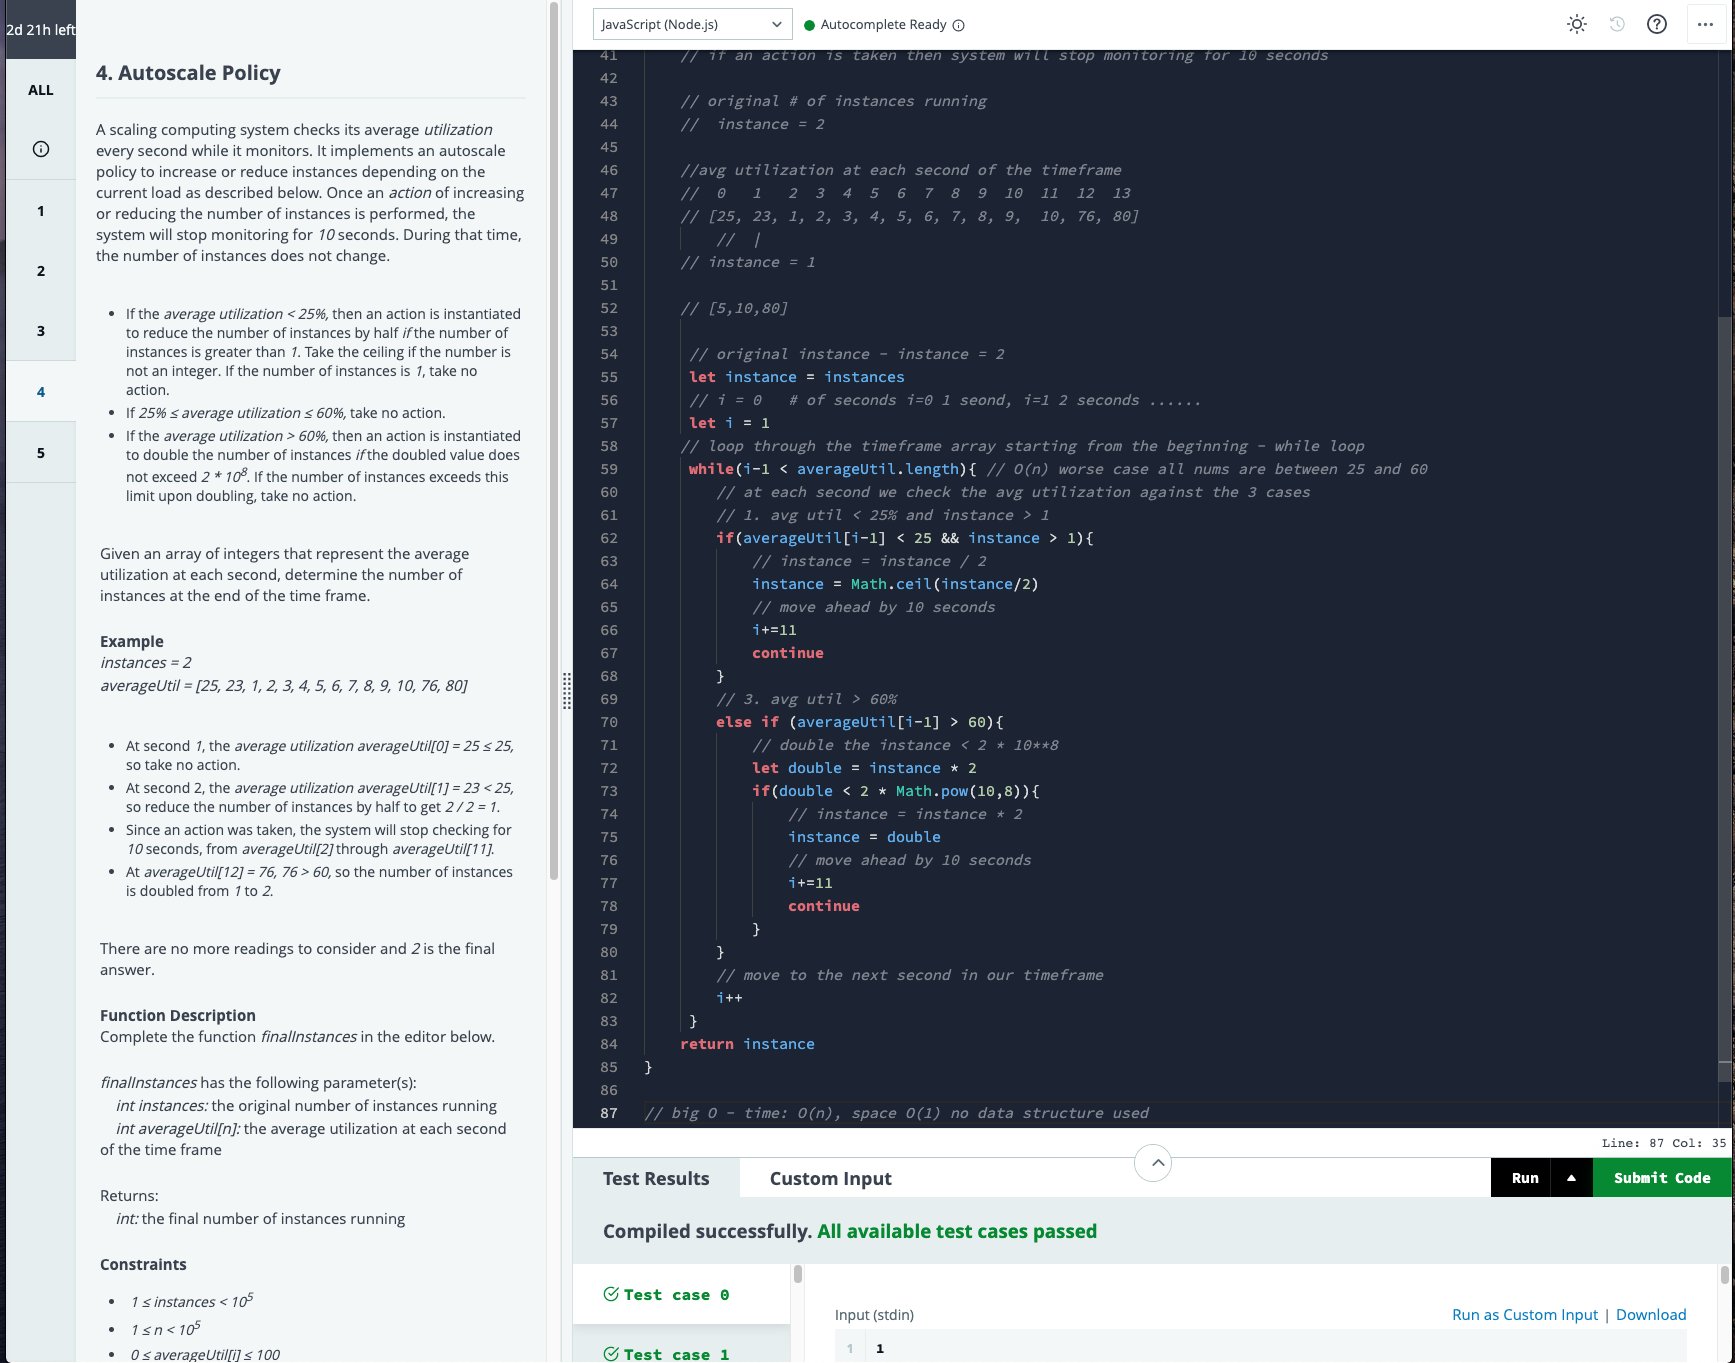 2d 21h left
ALL
1
2
3
4
5
4. Autoscale Policy
A scaling computing system checks its average utilization
every second while it monitors. It implements an autoscale
policy to increase or reduce instances depending on the
current load as described below. Once an action of increasing
or reducing the number of instances is performed, the
system will stop monitoring for 10 seconds. During that time,
the number of instances does not change.
• If the average utilization < 25%, then an action is instantiated
to reduce the number of instances by half if the number of
instances is greater than 1. Take the ceiling if the number is
not an integer. If the number of instances is 1, take no
action.
• If 25% ≤ average utilization ≤ 60%, take no action.
• If the average utilization > 60%, then an action is instantiated
to double the number of instances if the doubled value does
not exceed 2 * 10⁸. If the number of instances exceeds this
limit upon doubling, take no action.
Given an array of integers that represent the average
utilization at each second, determine the number of
instances at the end of the time frame.
Example
instances = 2
averageUtil = [25, 23, 1, 2, 3, 4, 5, 6, 7, 8, 9, 10, 76, 80]
• At second 1, the average utilization averageUtil[0] = 25 ≤ 25,
so take no action.
• At second 2, the average utilization averageUtil[1] = 23 < 25,
so reduce the number of instances by half to get 2 / 2 = 1.
• Since an action was taken, the system will stop checking for
10 seconds, from averageUtil[2] through averageUtil[11].
• At averageUtil[12] = 76, 76 > 60, so the number of instances
is doubled from 1 to 2.
There are no more readings to consider and 2 is the final
answer.
Function Description
Complete the function finalInstances in the editor below.
finalInstances has the following parameter(s):
int instances: the original number of instances running
int averageUtil[n]: the average utilization at each second
of the time frame
Returns:
int: the final number of instances running
Constraints
• 1 ≤ instances < 10⁵
• 1 ≤ n < 10⁵
• 0 ≤ averageUtil[i] ≤ 100
JavaScript (Node.js)
Autocomplete Ready
41 // if an action is taken then system will stop monitoring for 10 seconds
42
43 // original # of instances running
44 //  instance = 2
45
46 //avg utilization at each second of the timeframe
47 //  0   1   2  3  4  5  6  7  8  9  10  11  12  13
48 // [25, 23, 1, 2, 3, 4, 5, 6, 7, 8, 9,  10, 76, 80]
49 //  |
50 // instance = 1
51
52 // [5,10,80]
53
54 // original instance - instance = 2
55 let instance = instances
56 // i = 0   # of seconds i=0 1 seond, i=1 2 seconds ......
57 let i = 1
58 // loop through the timeframe array starting from the beginning - while loop
59 while(i-1 < averageUtil.length){ // O(n) worse case all nums are between 25 and 60
60 // at each second we check the avg utilization against the 3 cases
61 // 1. avg util < 25% and instance > 1
62 if(averageUtil[i-1] < 25 && instance > 1){
63 // instance = instance / 2
64 instance = Math.ceil(instance/2)
65 // move ahead by 10 seconds
66 i+=11
67 continue
68 }
69 // 3. avg util > 60%
70 else if (averageUtil[i-1] > 60){
71 // double the instance < 2 * 10**8
72 let double = instance * 2
73 if(double < 2 * Math.pow(10,8)){
74 // instance = instance * 2
75 instance = double
76 // move ahead by 10 seconds
77 i+=11
78 continue
79 }
80 }
81 // move to the next second in our timeframe
82 i++
83 }
84 return instance
85 }
86
87 // big O - time: O(n), space O(1) no data structure used
Line: 87 Col: 35
Test Results
Custom Input
Run
Submit Code
Compiled successfully. All available test cases passed
Test case 0
Test case 1
Input (stdin)
Run as Custom Input | Download
1 1